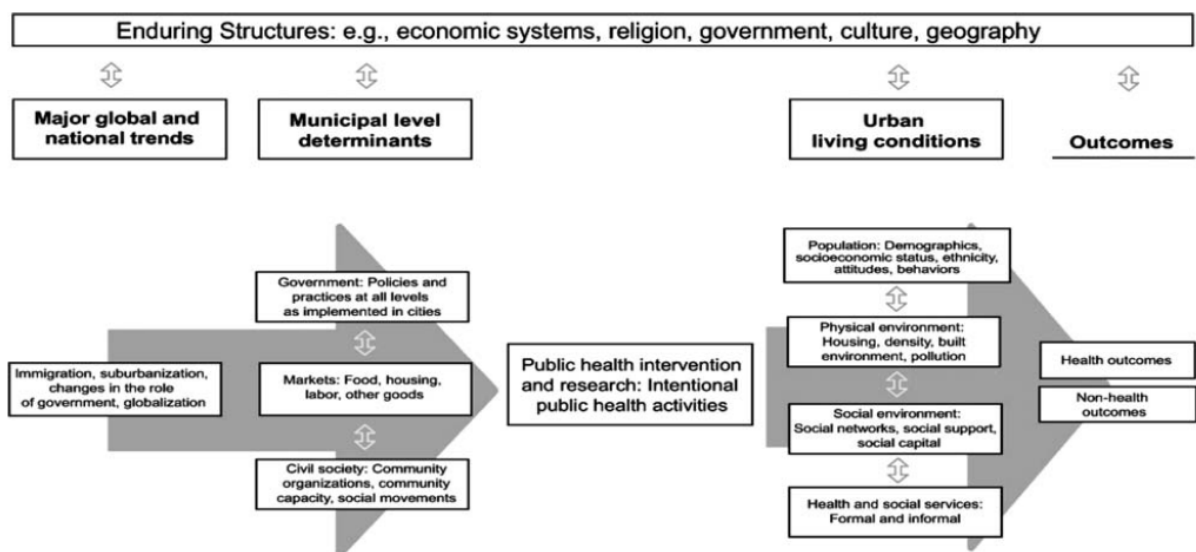 Enduring Structures: e.g., economic systems, religion, government, culture, geography
Major global and
national trends
Municipal level
determinants
Urban
living conditions
Outcomes
Immigration, suburbanization,
changes in the role
of government, globalization
Government: Policies and
practices at all levels
as implemented in cities
Markets: Food, housing,
labor, other goods
Civil society: Community
organizations, community
capacity, social movements
Public health intervention
and research: Intentional
public health activities
Population: Demographics,
socioeconomic status, ethnicity,
attitudes, behaviors
Physical environment:
Housing, density, built
environment, pollution
Social environment:
Social networks, social support,
social capital
Health and social services:
Formal and informal
Health outcomes
Non-health
outcomes